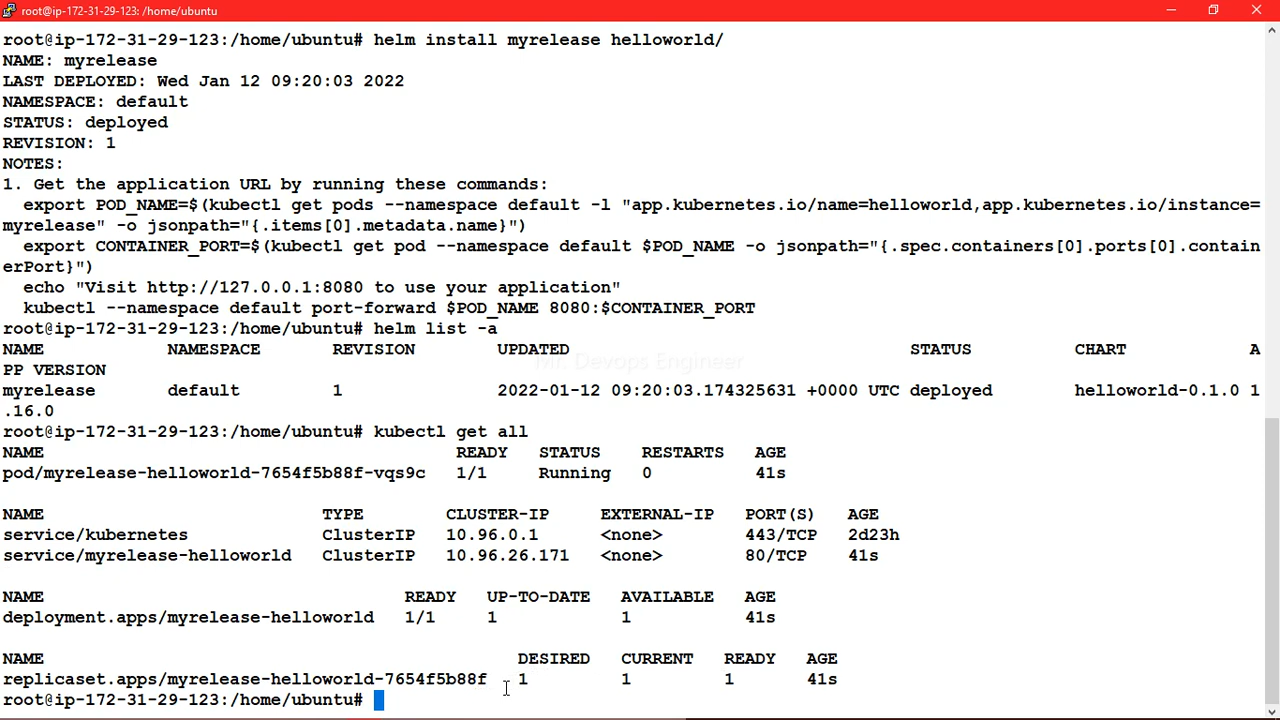 root@ip-172-31-29-123: /home/ubuntu
root@ip-172-31-29-123:/home/ubuntu# helm install myrelease helloworld/
NAME: myrelease
LAST DEPLOYED: Wed Jan 12 09:20:03 2022
NAMESPACE: default
STATUS: deployed
REVISION: 1
NOTES:
1. Get the application URL by running these commands:
  export POD_NAME=$(kubectl get pods --namespace default -l "app.kubernetes.io/name=helloworld,app.kubernetes.io/instance=
myrelease" -o jsonpath="{.items[0].metadata.name}")
  export CONTAINER_PORT=$(kubectl get pod --namespace default $POD_NAME -o jsonpath="{.spec.containers[0].ports[0].contain
erPort}")
  echo "Visit http://127.0.0.1:8080 to use your application"
  kubectl --namespace default port-forward $POD_NAME 8080:$CONTAINER_PORT
root@ip-172-31-29-123:/home/ubuntu# helm list -a
NAME            NAMESPACE       REVISION        UPDATED                                 STATUS          CHART            A
Mr. Devops Engineer
PP VERSION
myrelease       default         1               2022-01-12 09:20:03.174325631 +0000 UTC deployed        helloworld-0.1.0 1
.16.0
root@ip-172-31-29-123:/home/ubuntu# kubectl get all
NAME                                        READY   STATUS    RESTARTS   AGE
pod/myrelease-helloworld-7654f5b88f-vqs9c   1/1     Running   0          41s
NAME                           TYPE        CLUSTER-IP     EXTERNAL-IP   PORT(S)   AGE
service/kubernetes             ClusterIP   10.96.0.1      <none>        443/TCP   2d23h
service/myrelease-helloworld   ClusterIP   10.96.26.171   <none>        80/TCP    41s
NAME                                   READY   UP-TO-DATE   AVAILABLE   AGE
deployment.apps/myrelease-helloworld   1/1     1            1           41s
NAME                                              DESIRED   CURRENT   READY   AGE
replicaset.apps/myrelease-helloworld-7654f5b88f   1         1         1       41s
root@ip-172-31-29-123:/home/ubuntu#